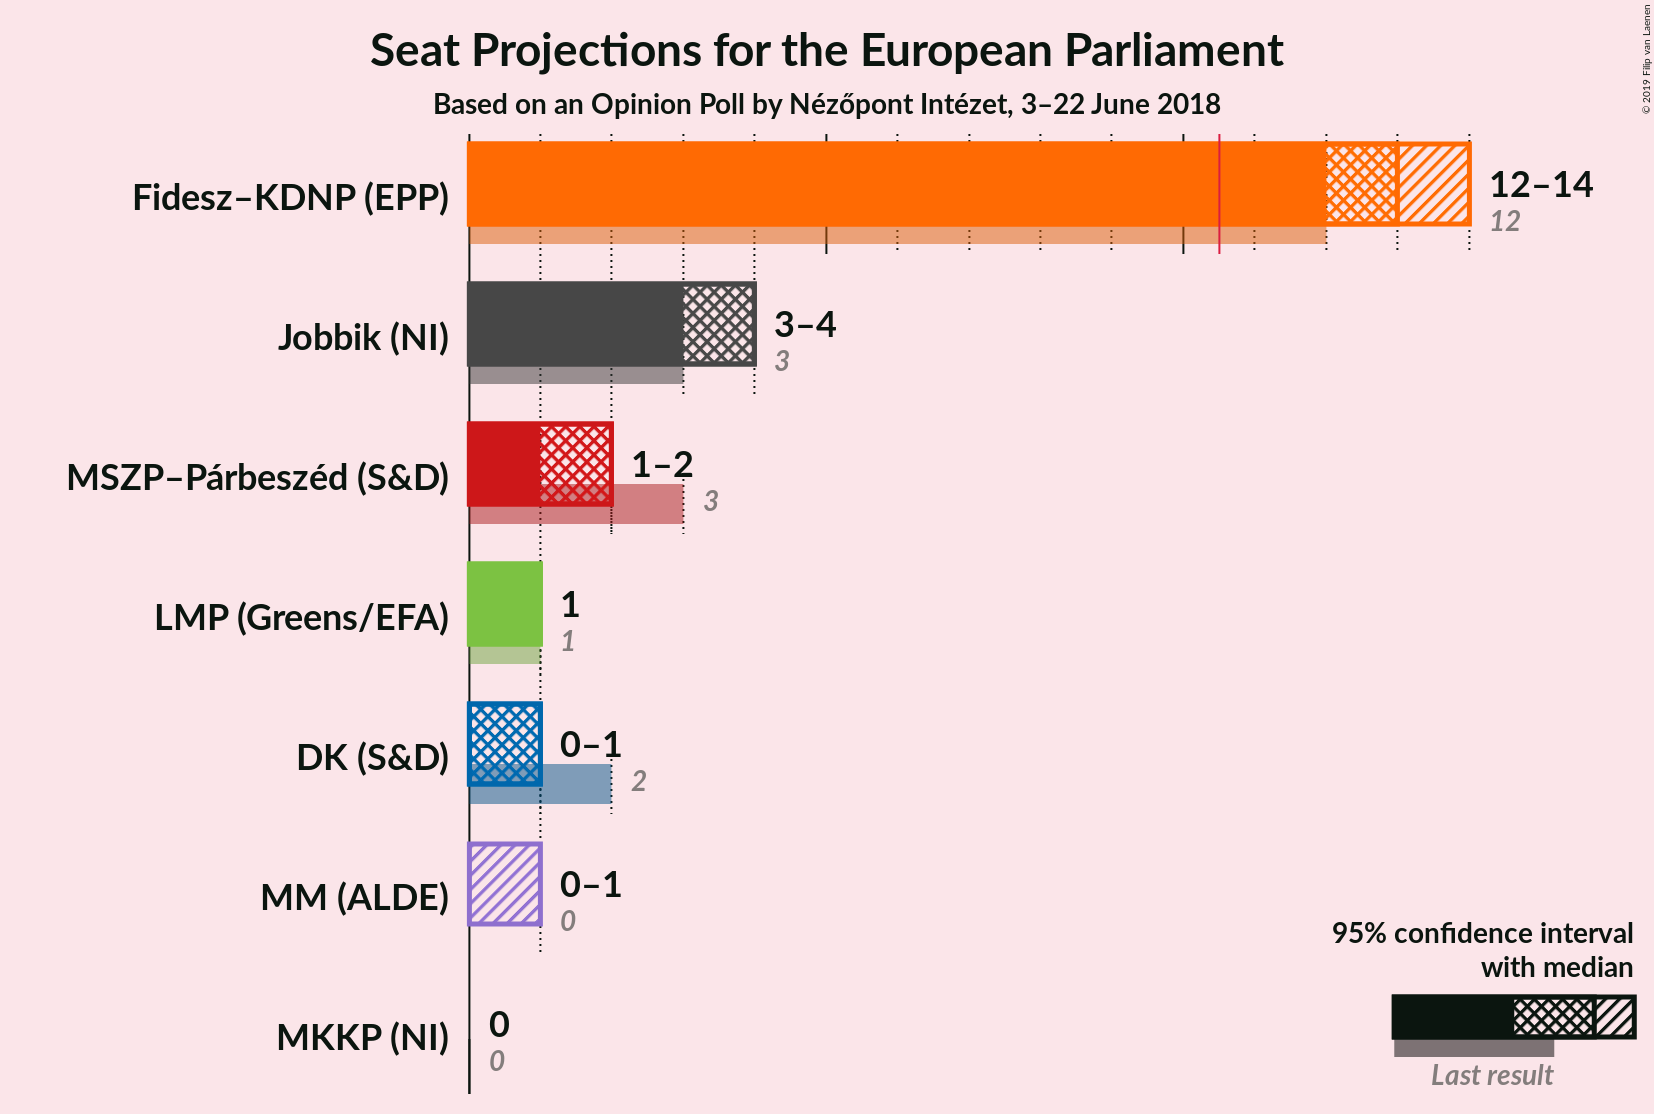 Seat Projections for the European Parliament
Based on an Opinion Poll by Nézőpont Intézet, 3–22 June 2018
© 2019 Filip van Laenen
Fidesz–KDNP (EPP)
12–14
12
Jobbik (NI)
3–4
3
MSZP–Párbeszéd (S&D)
1–2
3
LMP (Greens/EFA)
1
1
DK (S&D)
0–1
2
MM (ALDE)
0–1
0
MKKP (NI)
0
0
95% confidence interval
with median
Last result